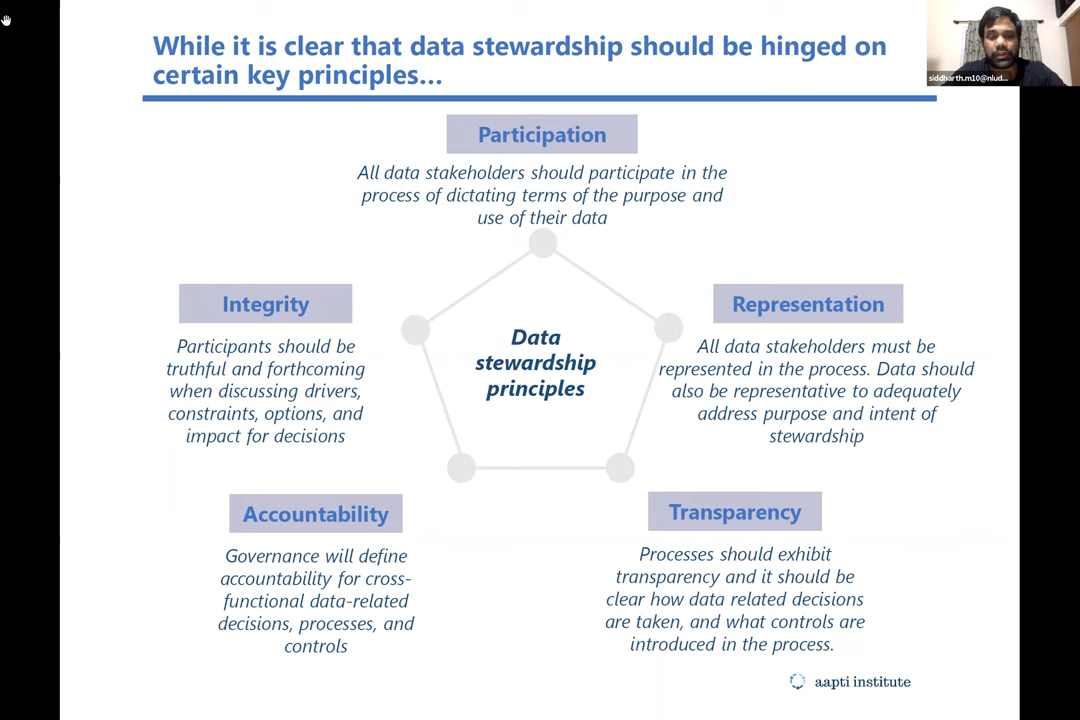 While it is clear that data stewardship should be hinged on
certain key principles...
siddharth.m10@nlud...
Participation
All data stakeholders should participate in the
process of dictating terms of the purpose and
use of their data
Integrity
Participants should be
truthful and forthcoming
when discussing drivers,
constraints, options, and
impact for decisions
Data
stewardship
principles
Representation
All data stakeholders must be
represented in the process. Data should
also be representative to adequately
address purpose and intent of
stewardship
Accountability
Governance will define
accountability for cross-
functional data-related
decisions, processes, and
controls
Transparency
Processes should exhibit
transparency and it should be
clear how data related decisions
are taken, and what controls are
introduced in the process.
aapti institute